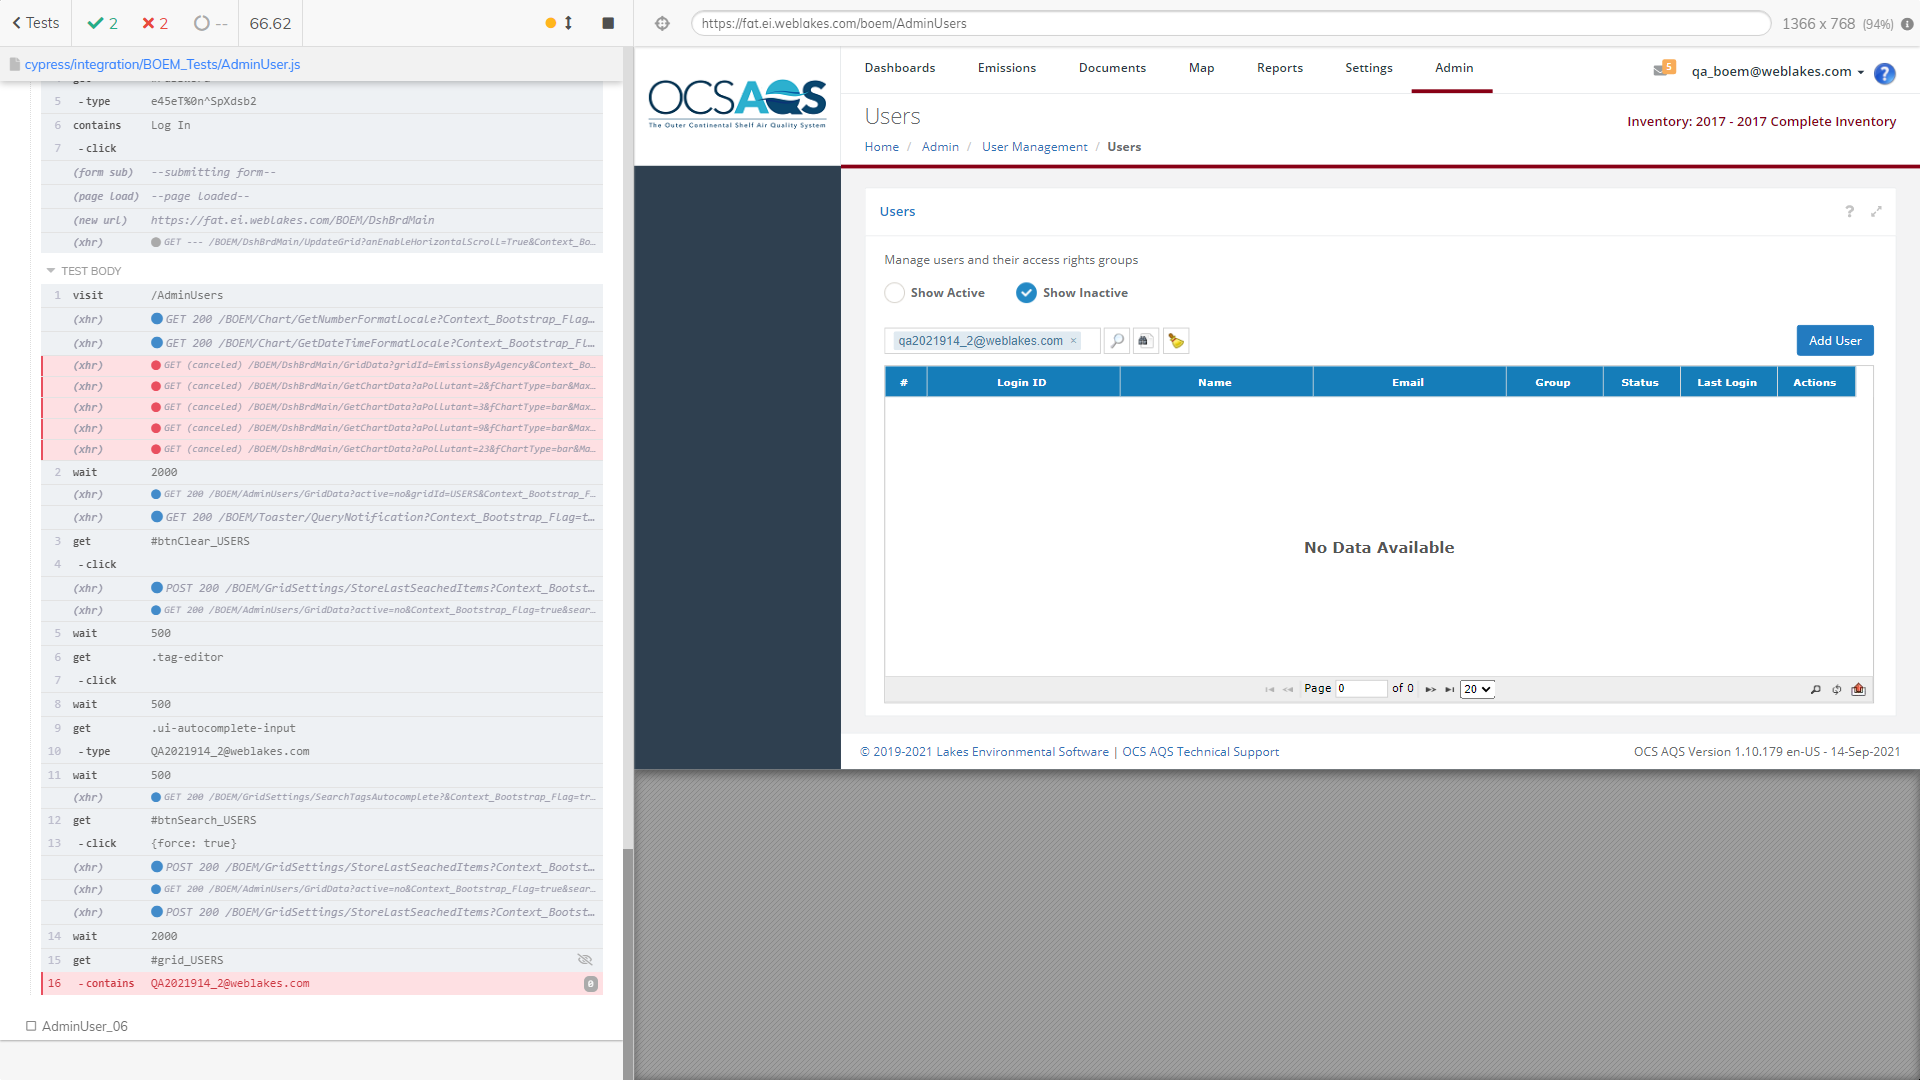 Tests
2
2
--
66.62
https://fat.ei.weblakes.com/boem/AdminUsers
1366 x 768 (94%)
cypress/integration/BOEM_Tests/AdminUser.js
5 -type e45eT%0n^SpXdsb2
6 contains Log In
7 -click
(form sub) --submitting form--
(page load) --page loaded--
(new url) https://fat.ei.weblakes.com/BOEM/DshBrdMain
(xhr) GET --- /BOEM/DshBrdMain/UpdateGrid?anEnableHorizontalScroll=True&Context_Bo...
TEST BODY
1 visit /AdminUsers
(xhr) GET 200 /BOEM/Chart/GetNumberFormatLocale?Context_Bootstrap_Flag...
(xhr) GET 200 /BOEM/Chart/GetDateTimeFormatLocale?Context_Bootstrap_Fl...
(xhr) GET (canceled) /BOEM/DshBrdMain/GridData?gridId=EmissionsByAgency&Context_Bo...
(xhr) GET (canceled) /BOEM/DshBrdMain/GetChartData?aPollutant=2&fChartType=bar&Max...
(xhr) GET (canceled) /BOEM/DshBrdMain/GetChartData?aPollutant=3&fChartType=bar&Max...
(xhr) GET (canceled) /BOEM/DshBrdMain/GetChartData?aPollutant=9&fChartType=bar&Max...
(xhr) GET (canceled) /BOEM/DshBrdMain/GetChartData?aPollutant=23&fChartType=bar&Ma...
2 wait 2000
(xhr) GET 200 /BOEM/AdminUsers/GridData?active=no&gridId=USERS&Context_Bootstrap_F...
(xhr) GET 200 /BOEM/Toaster/QueryNotification?Context_Bootstrap_Flag=t...
3 get #btnClear_USERS
4 -click
(xhr) POST 200 /BOEM/GridSettings/StoreLastSeachedItems?Context_Bootst...
(xhr) GET 200 /BOEM/AdminUsers/GridData?active=no&Context_Bootstrap_Flag=true&sear...
5 wait 500
6 get .tag-editor
7 -click
8 wait 500
9 get .ui-autocomplete-input
10 -type QA2021914_2@weblakes.com
11 wait 500
(xhr) GET 200 /BOEM/GridSettings/SearchTagsAutocomplete?&Context_Bootstrap_Flag=tr...
12 get #btnSearch_USERS
13 -click {force: true}
(xhr) POST 200 /BOEM/GridSettings/StoreLastSeachedItems?Context_Bootst...
(xhr) GET 200 /BOEM/AdminUsers/GridData?active=no&Context_Bootstrap_Flag=true&sear...
(xhr) POST 200 /BOEM/GridSettings/StoreLastSeachedItems?Context_Bootst...
14 wait 2000
15 get #grid_USERS
16 -contains QA2021914_2@weblakes.com 0
AdminUser_06
OCSAQS
The Outer Continental Shelf Air Quality System
Dashboards Emissions Documents Map Reports Settings Admin
5
qa_boem@weblakes.com
?
Users
Inventory: 2017 - 2017 Complete Inventory
Home / Admin / User Management / Users
Users
?
Manage users and their access rights groups
Show Active Show Inactive
qa2021914_2@weblakes.com ×
Add User
# Login ID Name Email Group Status Last Login Actions
No Data Available
Page 0 of 0 20
© 2019-2021 Lakes Environmental Software | OCS AQS Technical Support
OCS AQS Version 1.10.179 en-US - 14-Sep-2021